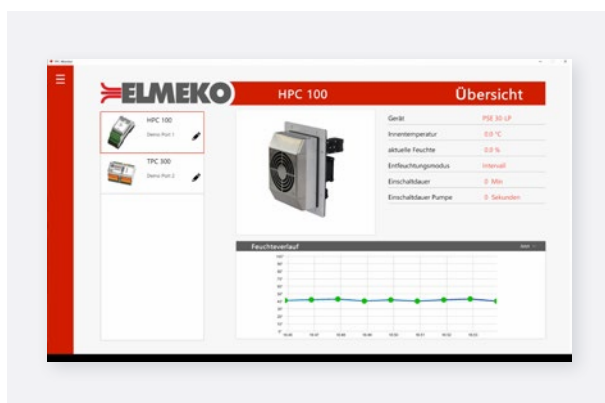 ELMEKO
HPC 100
Übersicht
HPC 100
Demo Port 1
TPC 300
Demo Port 2
Gerät PSE 30-LP
Innentemperatur 0.0 °C
aktuelle Feuchte 0.0 %
Entfeuchtungsmodus Intervall
Einschaltdauer 0 Min
Einschaltdauer Pumpe 0 Sekunden
Feuchteverlauf